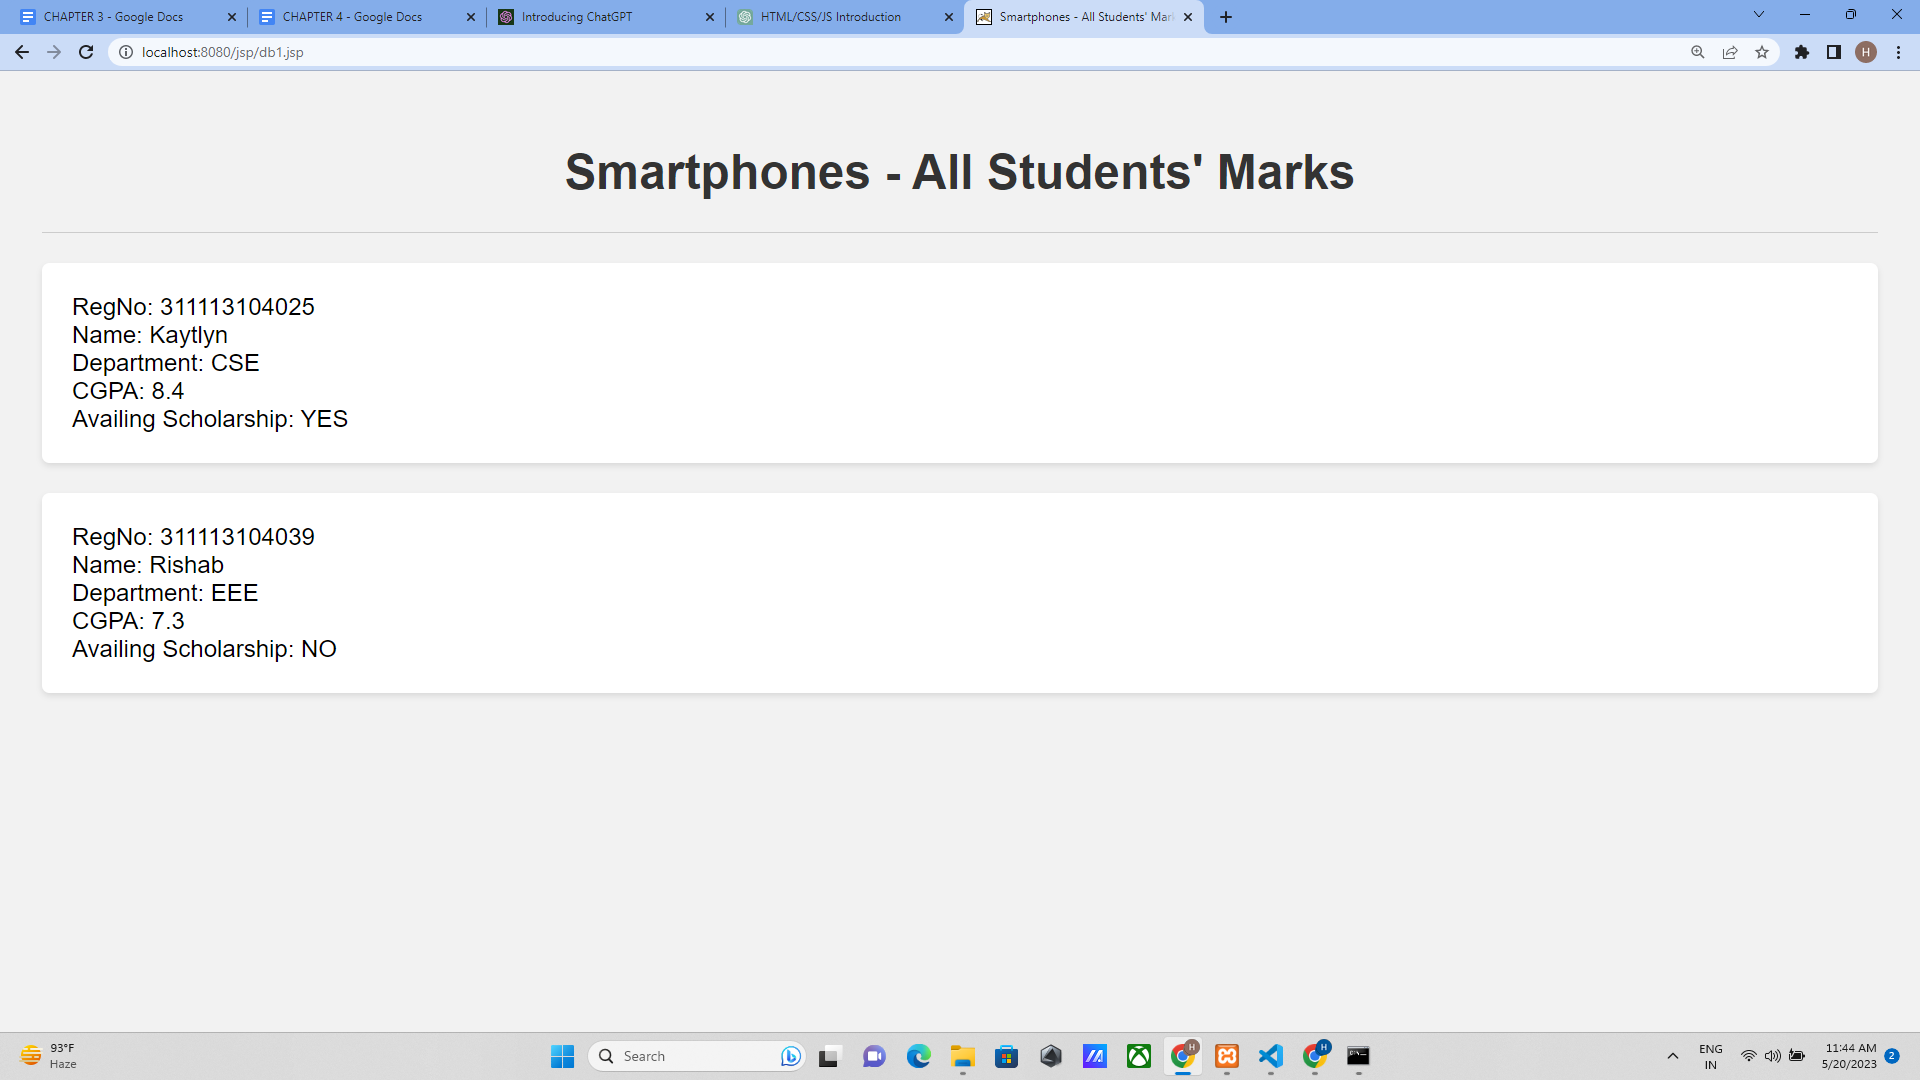 CHAPTER 3 - Google Docs
CHAPTER 4 - Google Docs
Introducing ChatGPT
HTML/CSS/JS Introduction
Smartphones - All Students' Mar
localhost:8080/jsp/db1.jsp
H
Smartphones - All Students' Marks
RegNo: 311113104025
Name: Kaytlyn
Department: CSE
CGPA: 8.4
Availing Scholarship: YES
RegNo: 311113104039
Name: Rishab
Department: EEE
CGPA: 7.3
Availing Scholarship: NO
93°F
Haze
Search
H
H
ENG
IN
11:44 AM
5/20/2023
2